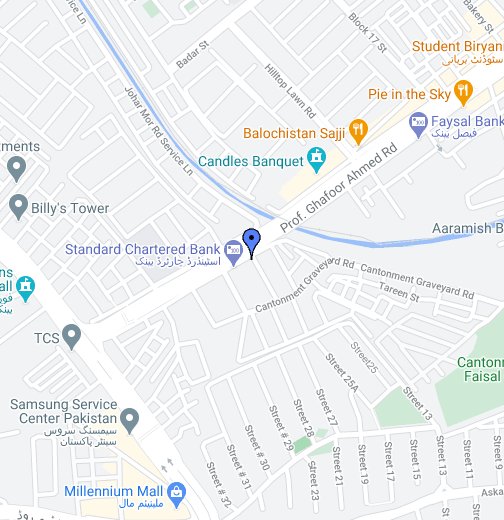 Bakery St
Block 17 St
Badar St
Student Biryani
سٹوڈنٹ بریانی
Hilltop Lawn Rd
Johar Mor Rd Service Ln
Pie in the Sky
Balochistan Sajji
Faysal Bank
فیصل بینک
Candles Banquet
Prof. Ghafoor Ahmed Rd
Billy's Tower
Aaramish B
Standard Chartered Bank
اسٹینڈرڈ چارٹرڈ بینک
Cantonment Graveyard Rd
Cantonment Graveyard Rd
Tareen St
TCS
Street25
Street 25A
Canton
Faisal
Street 13
Samsung Service
Center Pakistan
سیمسنگ سروس
سینٹر پاکستان
Street 27
Street 28
Street # 29
Street # 30
Street # 31
Street # 32
Street 23
Street 21
Street 19
Street 17
Street 15
Street 11
Street 10
Millennium Mall
ملینیئم مال
Aska